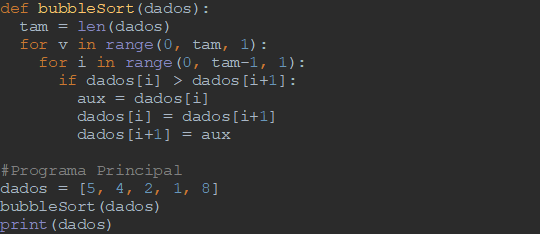 def bubbleSort(dados):
  tam = len(dados)
  for v in range(0, tam, 1):
    for i in range(0, tam-1, 1):
      if dados[i] > dados[i+1]:
        aux = dados[i]
        dados[i] = dados[i+1]
        dados[i+1] = aux

#Programa Principal
dados = [5, 4, 2, 1, 8]
bubbleSort(dados)
print(dados)